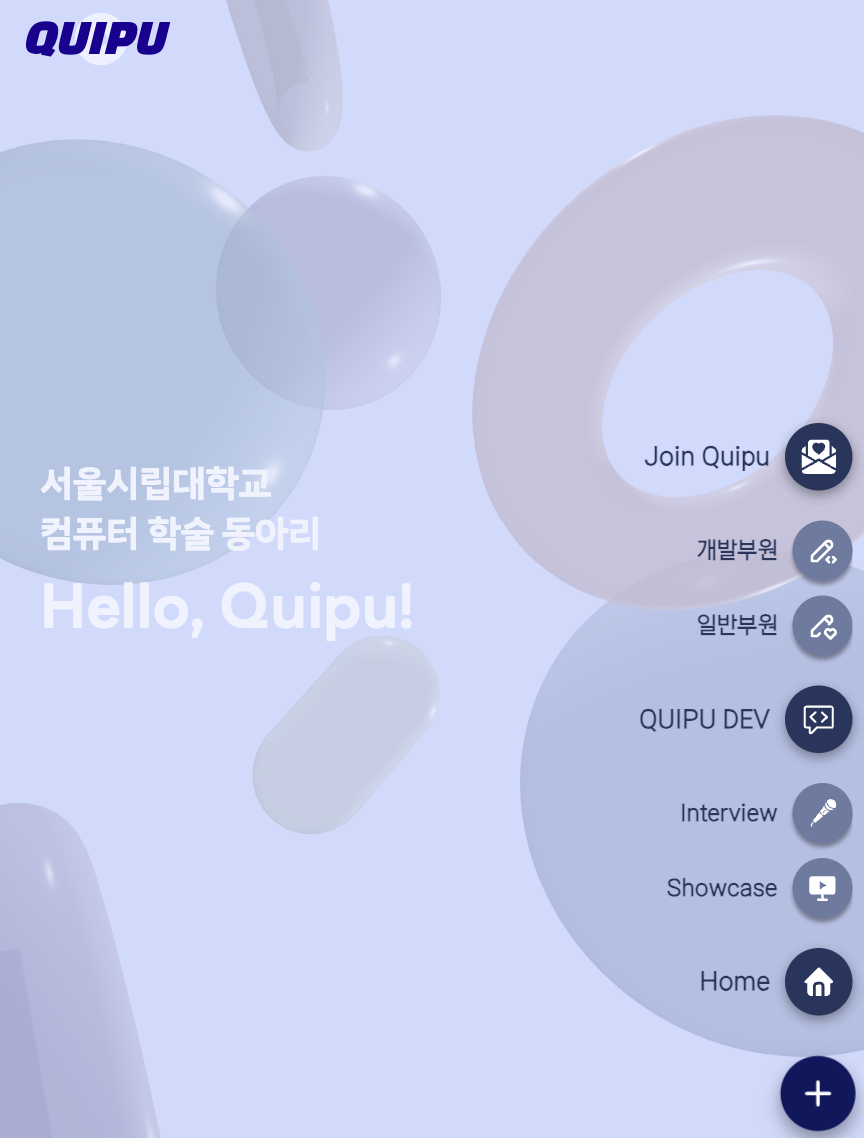 QUIPU
서울시립대학교
컴퓨터 학술 동아리
Hello, Quipu!
Join Quipu
개발부원
일반부원
QUIPU DEV
Interview
Showcase
Home